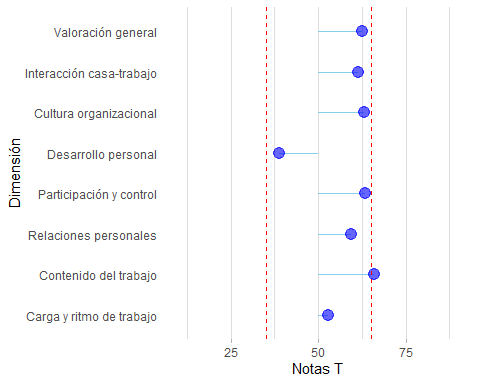 Valoración general
Interacción casa-trabajo
Cultura organizacional
Desarrollo personal
Participación y control
Relaciones personales
Contenido del trabajo
Carga y ritmo de trabajo
Dimensión
25
50
75
Notas T